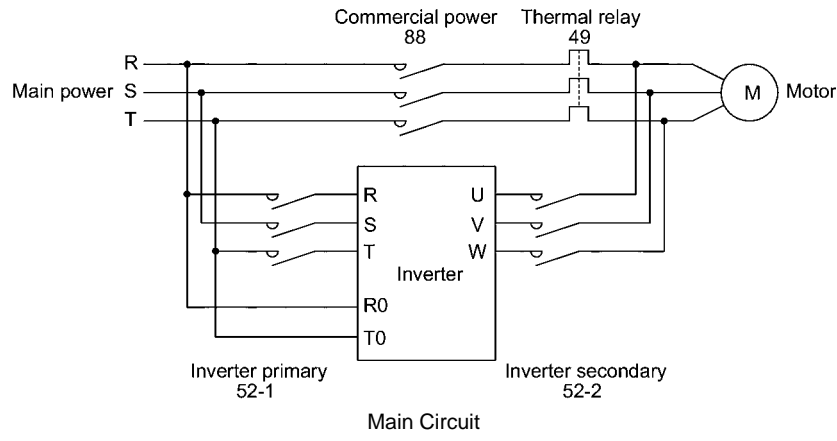 Commercial power
88
Thermal relay
49
R
Main power S
T
M
Motor
R
S
T
U
V
W
Inverter
R0
T0
Inverter primary
52-1
Inverter secondary
52-2
Main Circuit